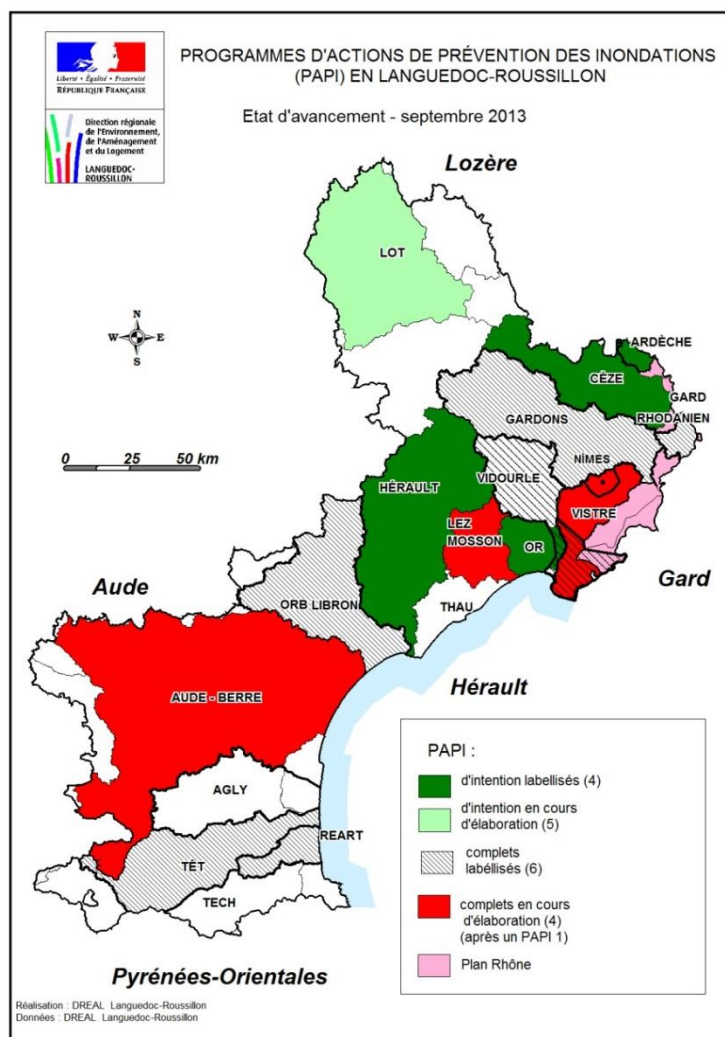 Liberté • Égalité • Fraternité
RÉPUBLIQUE FRANÇAISE
Direction régionale
de l'Environnement,
de l'Aménagement
et du Logement
LANGUEDOC-
ROUSSILLON
PROGRAMMES D'ACTIONS DE PRÉVENTION DES INONDATIONS
(PAPI) EN LANGUEDOC-ROUSSILLON
Etat d'avancement - septembre 2013
Lozère
LOT
N
W E
S
ARDÈCHE
CÈZE
GARD
RHODANIEN
GARDONS
0 25 50 km
NÎMES
VIDOURLE
HÉRAULT
VISTRE
LEZ
MOSSON
OR
Aude
Gard
ORB LIBRON
THAU
Hérault
AUDE - BERRE
AGLY
REART
TÊT
TECH
Pyrénées-Orientales
PAPI :
d'intention labellisés (4)
d'intention en cours
d'élaboration (5)
complets
labéllisés (6)
complets en cours
d'élaboration (4)
(après un PAPI 1)
Plan Rhône
Réalisation : DREAL Languedoc-Roussillon
Données : DREAL Languedoc-Roussillon